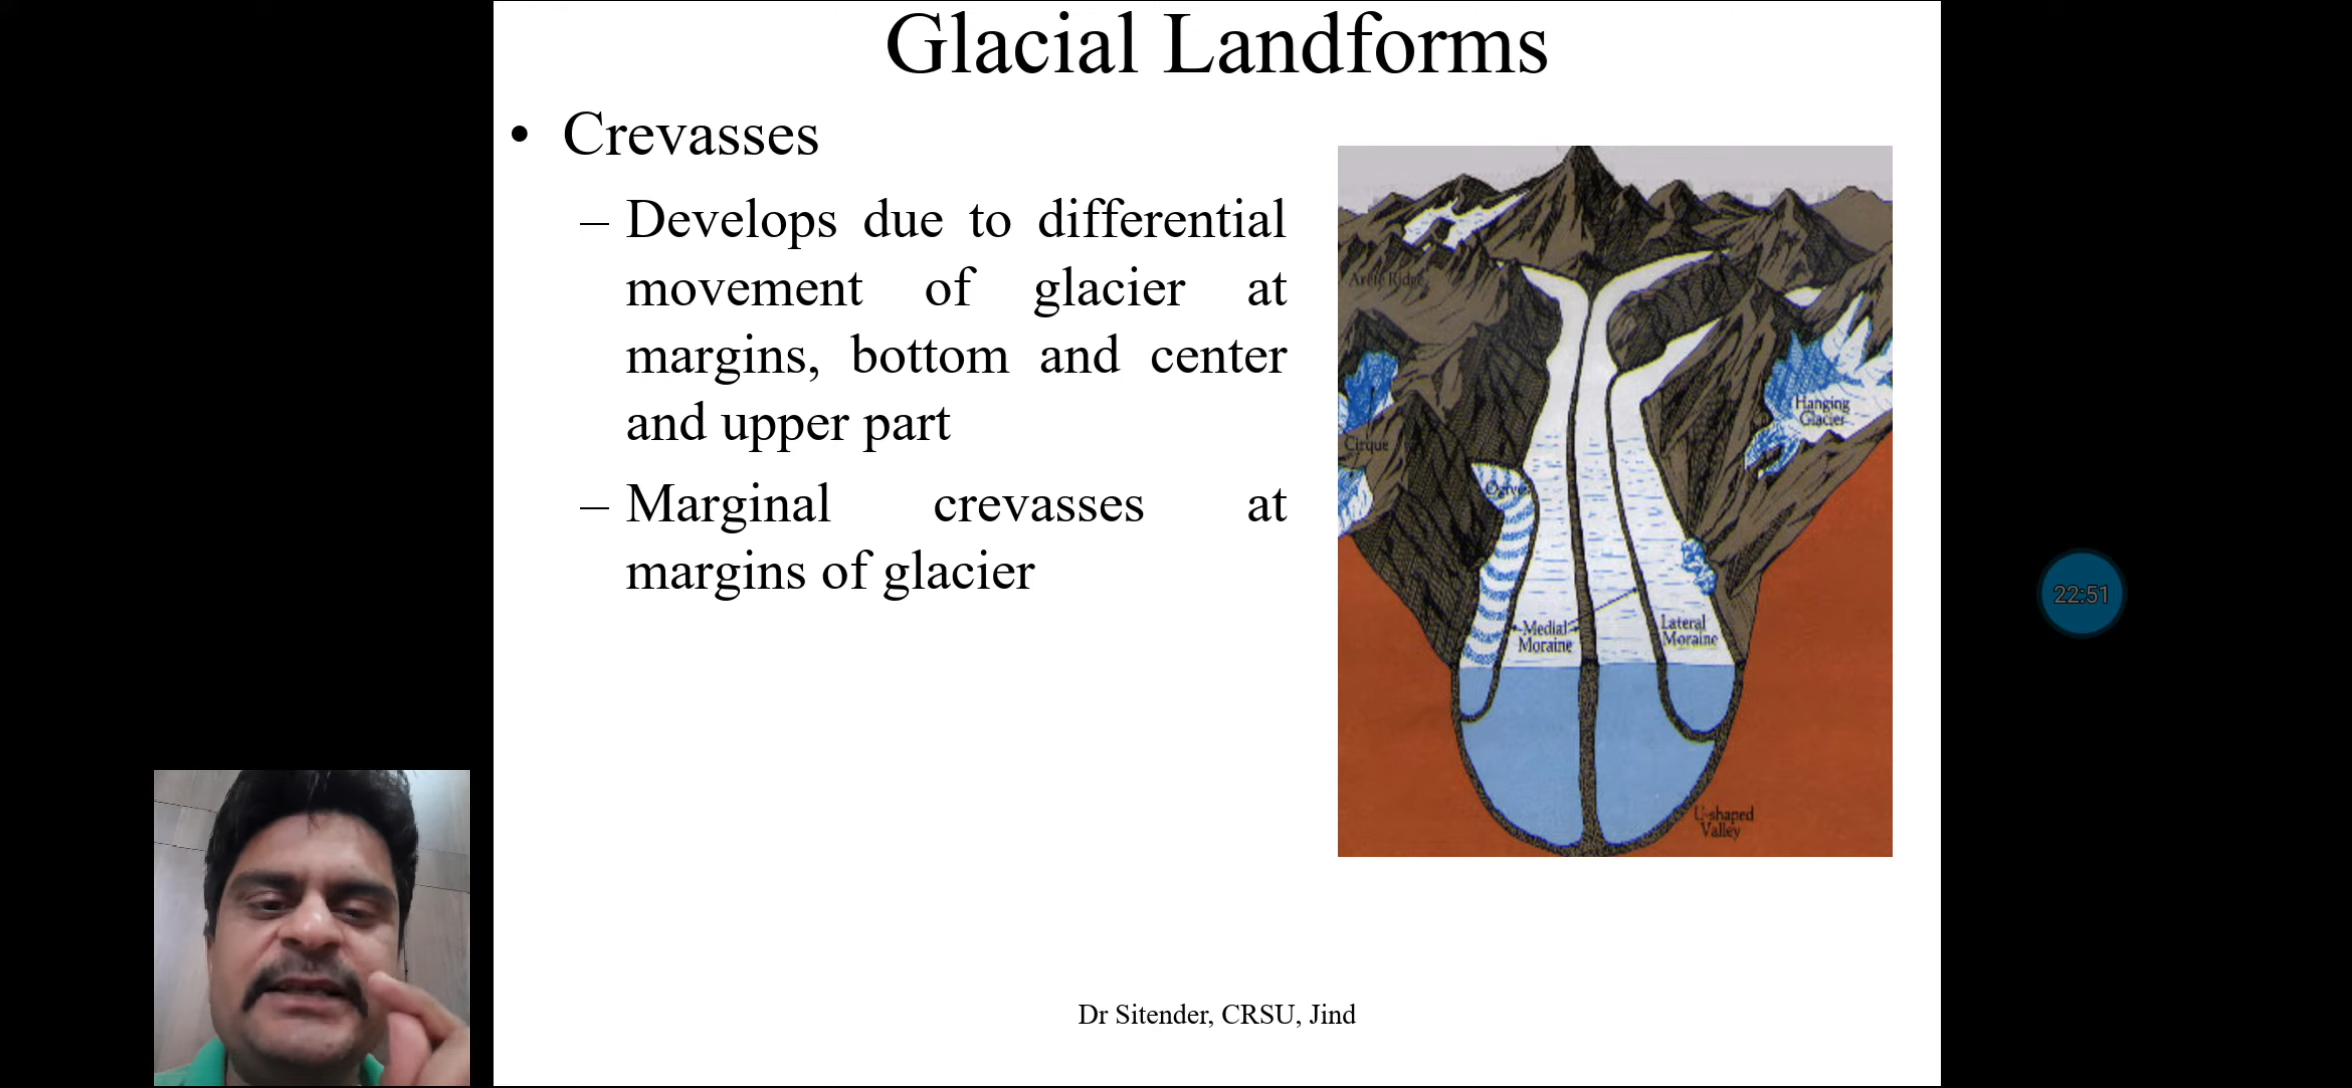 Glacial Landforms
• Crevasses
– Develops due to differential
movement of glacier at
margins, bottom and center
and upper part
– Marginal crevasses at
margins of glacier
Arete Ridge
Hanging
Glacier
Cirque
Ogive
Medial
Moraine
Lateral
Moraine
U-shaped
Valley
22:51
Dr Sitender, CRSU, Jind